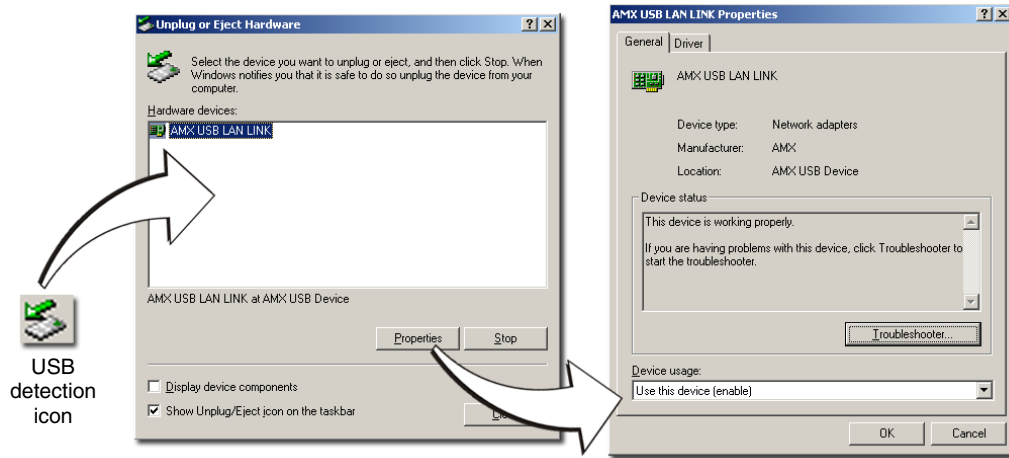 Unplug or Eject Hardware
Select the device you want to unplug or eject, and then click Stop. When
Windows notifies you that it is safe to do so unplug the device from your
computer.
Hardware devices:
AMX USB LAN LINK
AMX USB LAN LINK at AMX USB Device
Properties
Stop
Display device components
Show Unplug/Eject icon on the taskbar
USB
detection
icon
AMX USB LAN LINK Properties
General
Driver
AMX USB LAN LINK
Device type: Network adapters
Manufacturer: AMX
Location: AMX USB Device
Device status
This device is working properly.
If you are having problems with this device, click Troubleshooter to
start the troubleshooter.
Troubleshooter...
Device usage:
Use this device (enable)
OK
Cancel